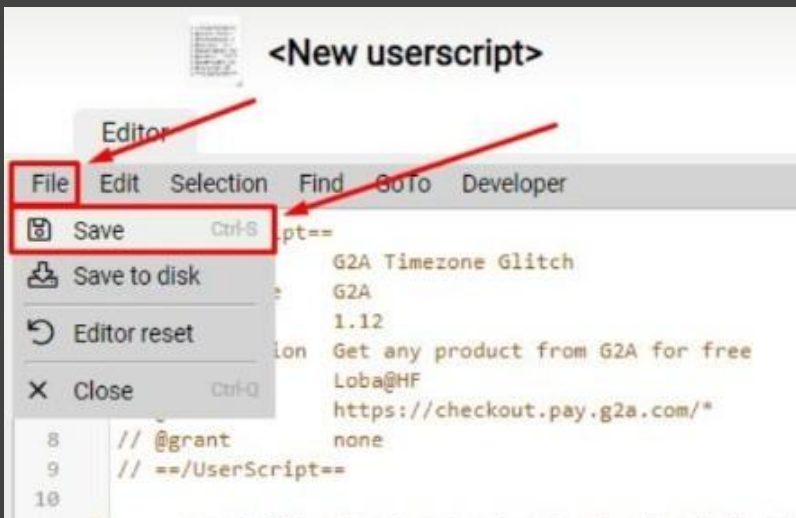 <New userscript>
Editor
File Edit Selection Find GoTo Developer
Save Ctrl-S ipt==
Save to disk G2A Timezone Glitch
e G2A
Editor reset 1.12
ion Get any product from G2A for free
Close Ctrl-Q Loba@HF
https://checkout.pay.g2a.com/*
8 // @grant none
9 // ==/UserScript==
10